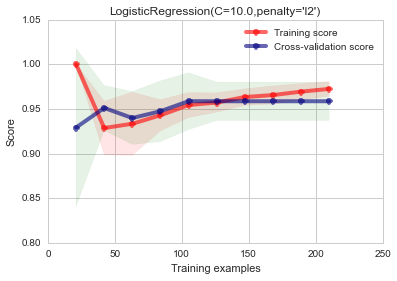 LogisticRegression(C=10.0,penalty='l2')
1.05
1.00
0.95
0.90
0.85
0.80
Score
Training score
Cross-validation score
0
50
100
150
200
250
Training examples